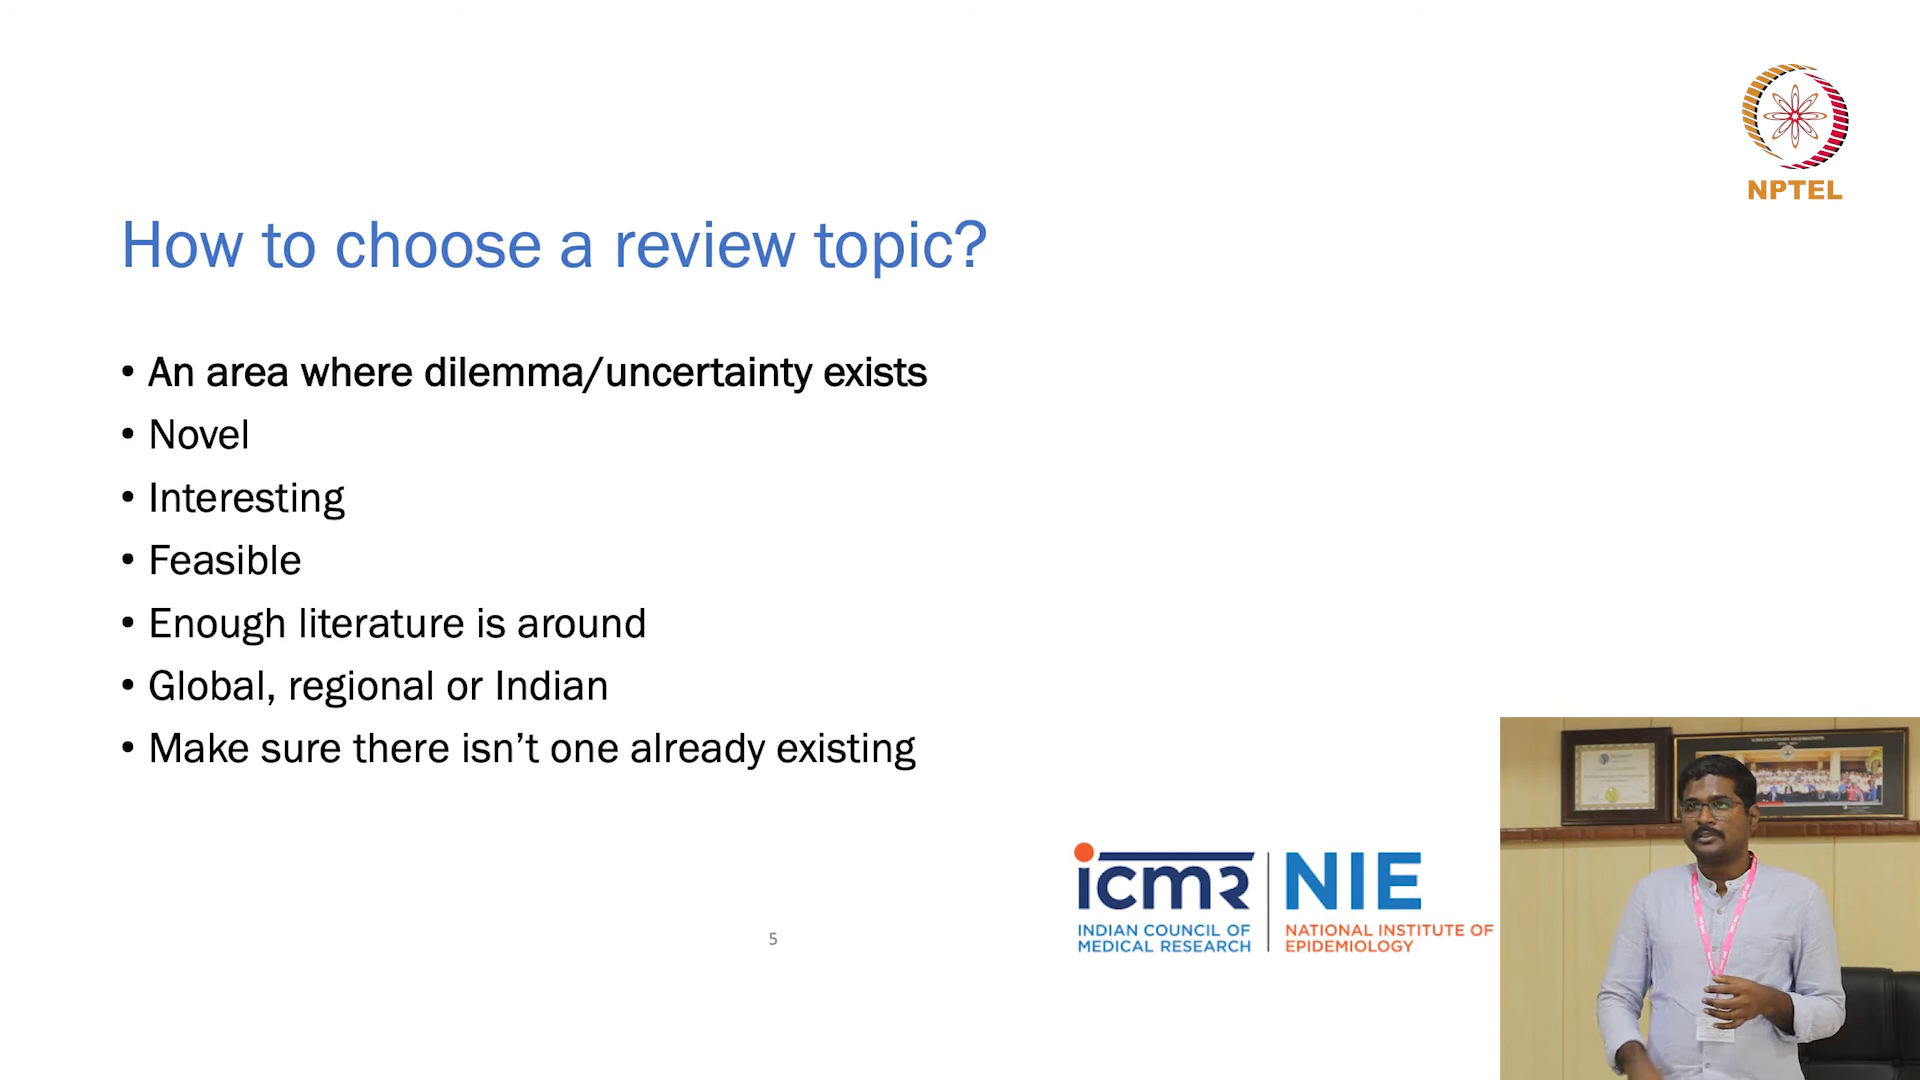 NPTEL
How to choose a review topic?
• An area where dilemma/uncertainty exists
• Novel
• Interesting
• Feasible
• Enough literature is around
• Global, regional or Indian
• Make sure there isn’t one already existing
icmr
INDIAN COUNCIL OF
MEDICAL RESEARCH
NIE
NATIONAL INSTITUTE OF
EPIDEMIOLOGY
5